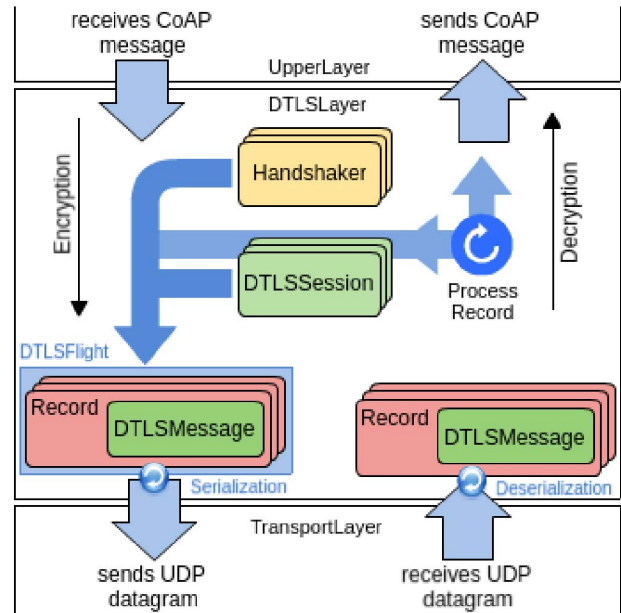 receives CoAP
message
sends CoAP
message
UpperLayer
DTLSLayer
Encryption
Handshaker
DTLSSession
Process
Record
Decryption
DTLSFlight
Record
DTLSMessage
Serialization
Record
DTLSMessage
Deserialization
TransportLayer
sends UDP
datagram
receives UDP
datagram